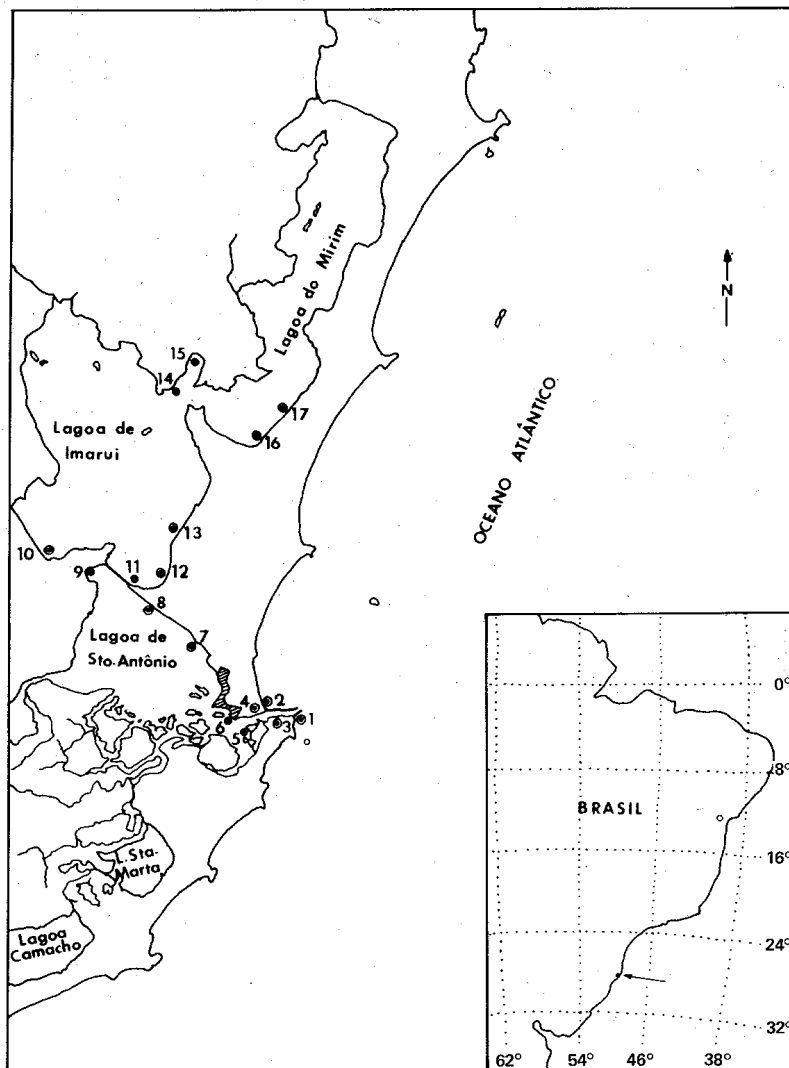 Lagoa do Mirim
N
15
14
17
16
Lagoa de
Imarui
OCEANO ATLÂNTICO
13
10
9
11
12
8
Lagoa de
Sto. Antônio
7
4
2
1
6
5
3
L. Sta.
Marta
Lagoa
Camacho
0°
8°
BRASIL
16°
24°
32°
62°
54°
46°
38°